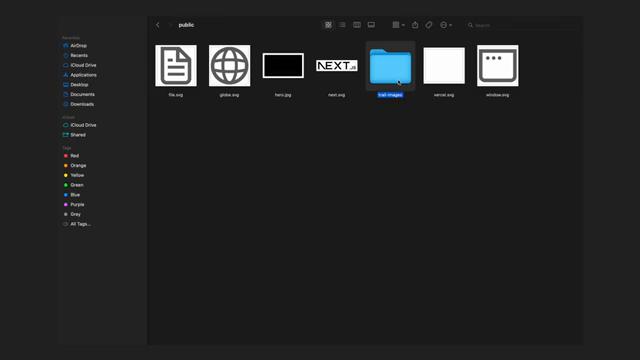 public
Search
Favorites
AirDrop
Recents
iCloud Drive
Applications
Desktop
Documents
Downloads
iCloud
iCloud Drive
Shared
Tags
Red
Orange
Yellow
Green
Blue
Purple
Gray
All Tags...
NEXT.JS
file.svg
globe.svg
hero.jpg
next.svg
trail-images
vercel.svg
window.svg